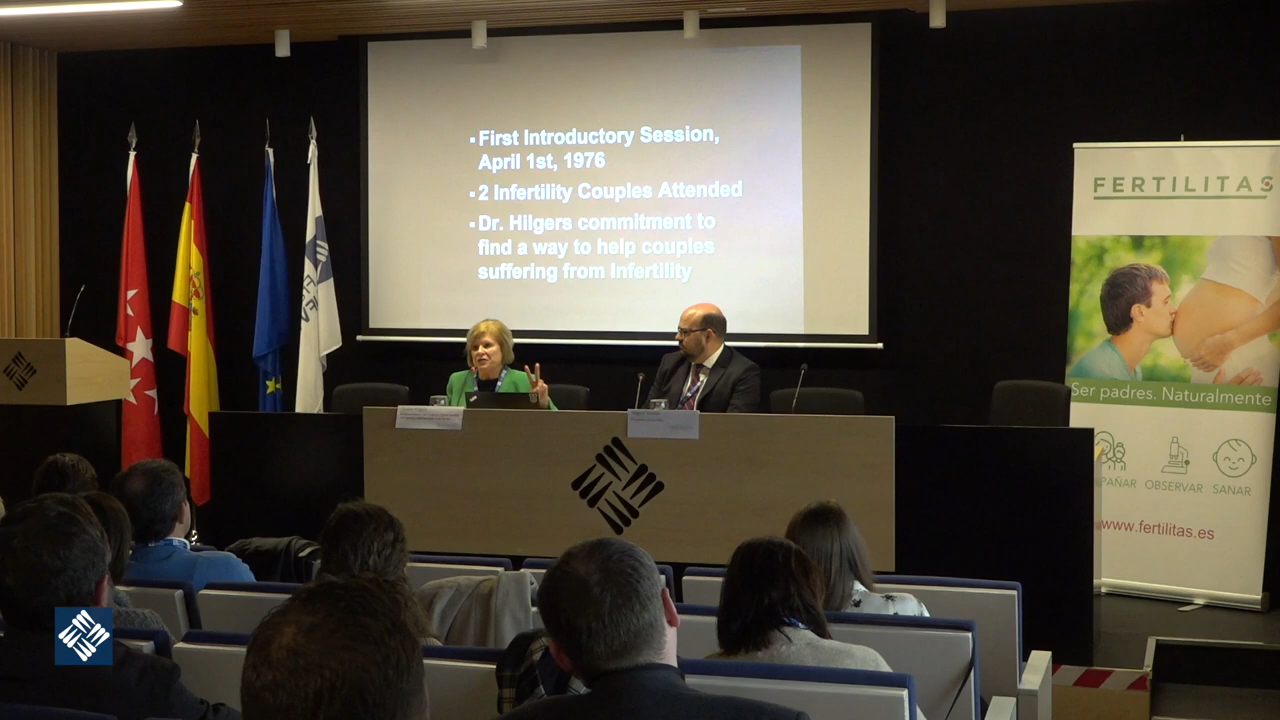 ▪First Introductory Session,
April 1st, 1976
▪2 Infertility Couples Attended
▪Dr. Hilgers commitment to
find a way to help couples
suffering from Infertility
FERTILITAS
Ser padres. Naturalmente
PAÑAR OBSERVAR SANAR
www.fertilitas.es